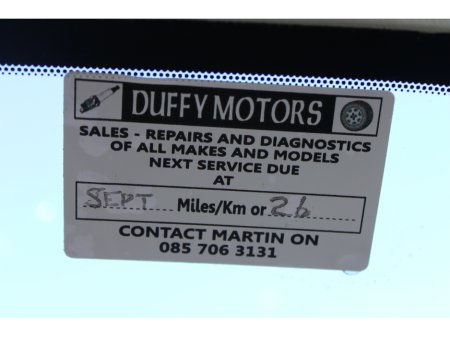 DUFFY MOTORS
SALES - REPAIRS AND DIAGNOSTICS
OF ALL MAKES AND MODELS
NEXT SERVICE DUE
AT
SEPT Miles/Km or 26
CONTACT MARTIN ON
085 706 3131